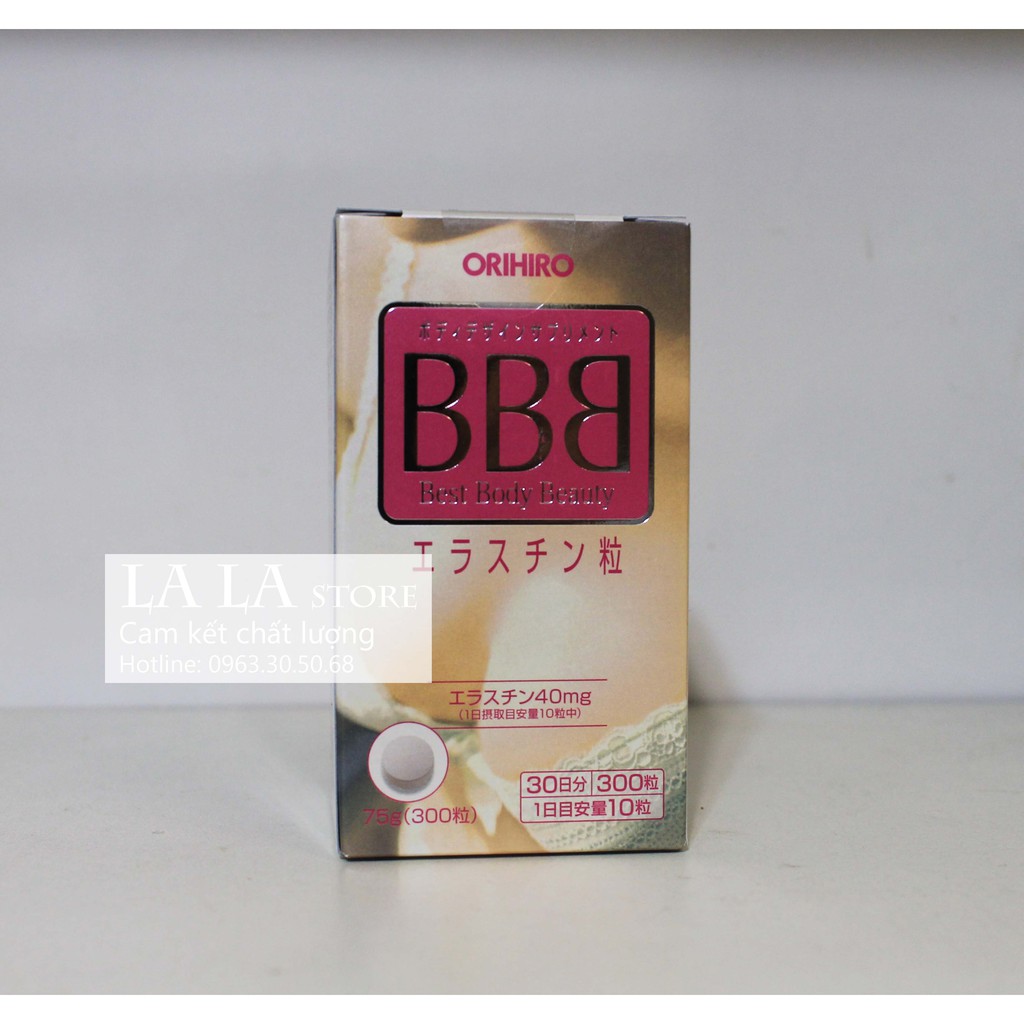 ORIHIRO
ボディデザインサプリメント
BBB
Best Body Beauty
エラスチン粒
LA LA STORE
Cam kết chất lượng
Hotline: 0963.30.50.68
エラスチン40mg
(1日摂取目安量10粒中)
30日分 300粒
1日目安量10粒
75g(300粒)